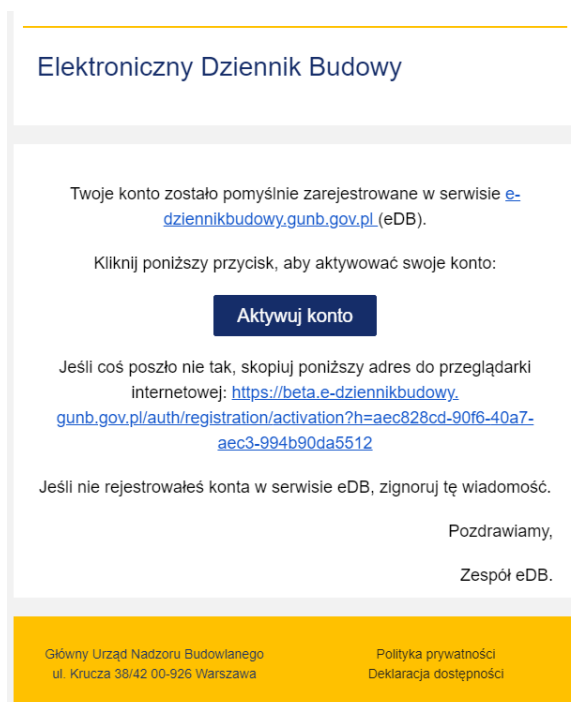 Elektroniczny Dziennik Budowy
Twoje konto zostało pomyślnie zarejestrowane w serwisie e-
dziennikbudowy.gunb.gov.pl (eDB).
Kliknij poniższy przycisk, aby aktywować swoje konto:
Aktywuj konto
Jeśli coś poszło nie tak, skopiuj poniższy adres do przeglądarki
internetowej: https://beta.e-dziennikbudowy.
gunb.gov.pl/auth/registration/activation?h=aec828cd-90f6-40a7-
aec3-994b90da5512
Jeśli nie rejestrowałeś konta w serwisie eDB, zignoruj tę wiadomość.
Pozdrawiamy,
Zespół eDB.
Główny Urząd Nadzoru Budowlanego
ul. Krucza 38/42 00-926 Warszawa
Polityka prywatności
Deklaracja dostępności